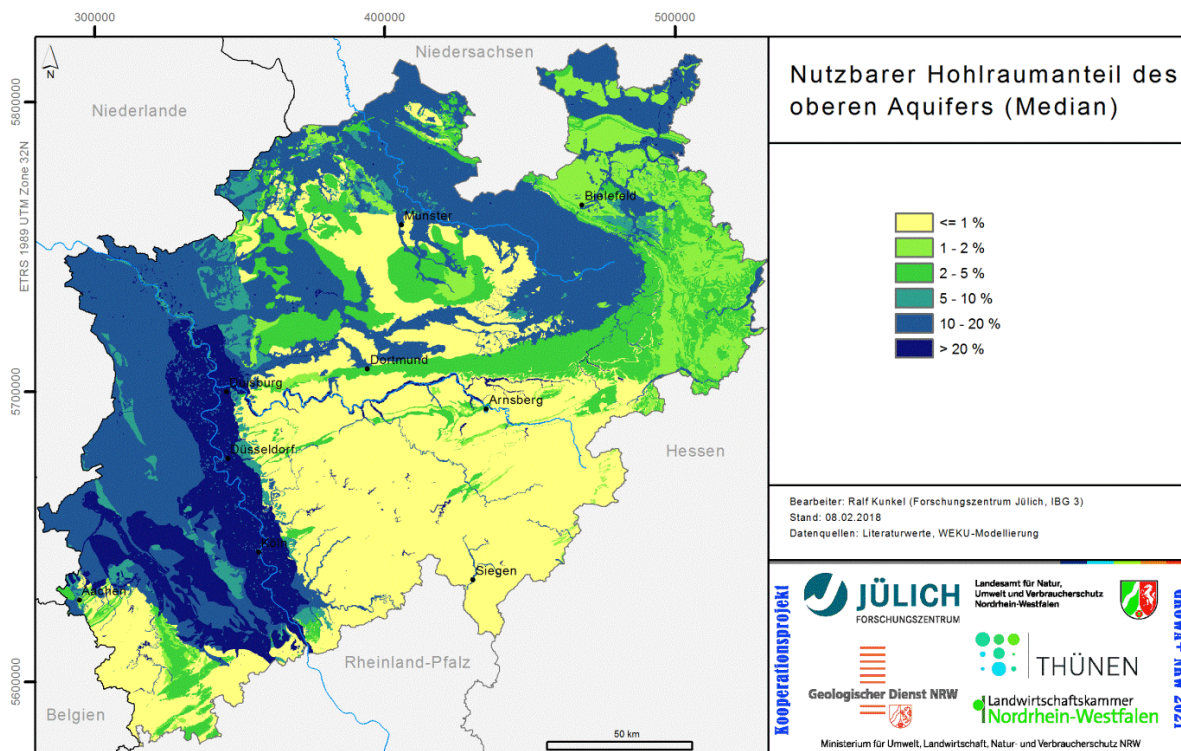 300000
400000
500000
Niedersachsen
Niederlande
N
5800000
ETRS 1989 UTM Zone 32N
Bielefeld
Münster
Dortmund
Duisburg
5700000
Arnsberg
Hessen
Düsseldorf
Köln
Siegen
Aachen
Rheinland-Pfalz
5600000
Belgien
50 km
Nutzbarer Hohlraumanteil des
oberen Aquifers (Median)
<= 1 %
1 - 2 %
2 - 5 %
5 - 10 %
10 - 20 %
> 20 %
Bearbeiter: Ralf Kunkel (Forschungszentrum Jülich, IBG 3)
Stand: 08.02.2018
Datenquellen: Literaturwerte, WEKU-Modellierung
Kooperationsprojekt
JÜLICH
FORSCHUNGSZENTRUM
Landesamt für Natur,
Umwelt und Verbraucherschutz
Nordrhein-Westfalen
THÜNEN
Geologischer Dienst NRW
Landwirtschaftskammer
Nordrhein-Westfalen
Ministerium für Umwelt, Landwirtschaft, Natur- und Verbraucherschutz NRW